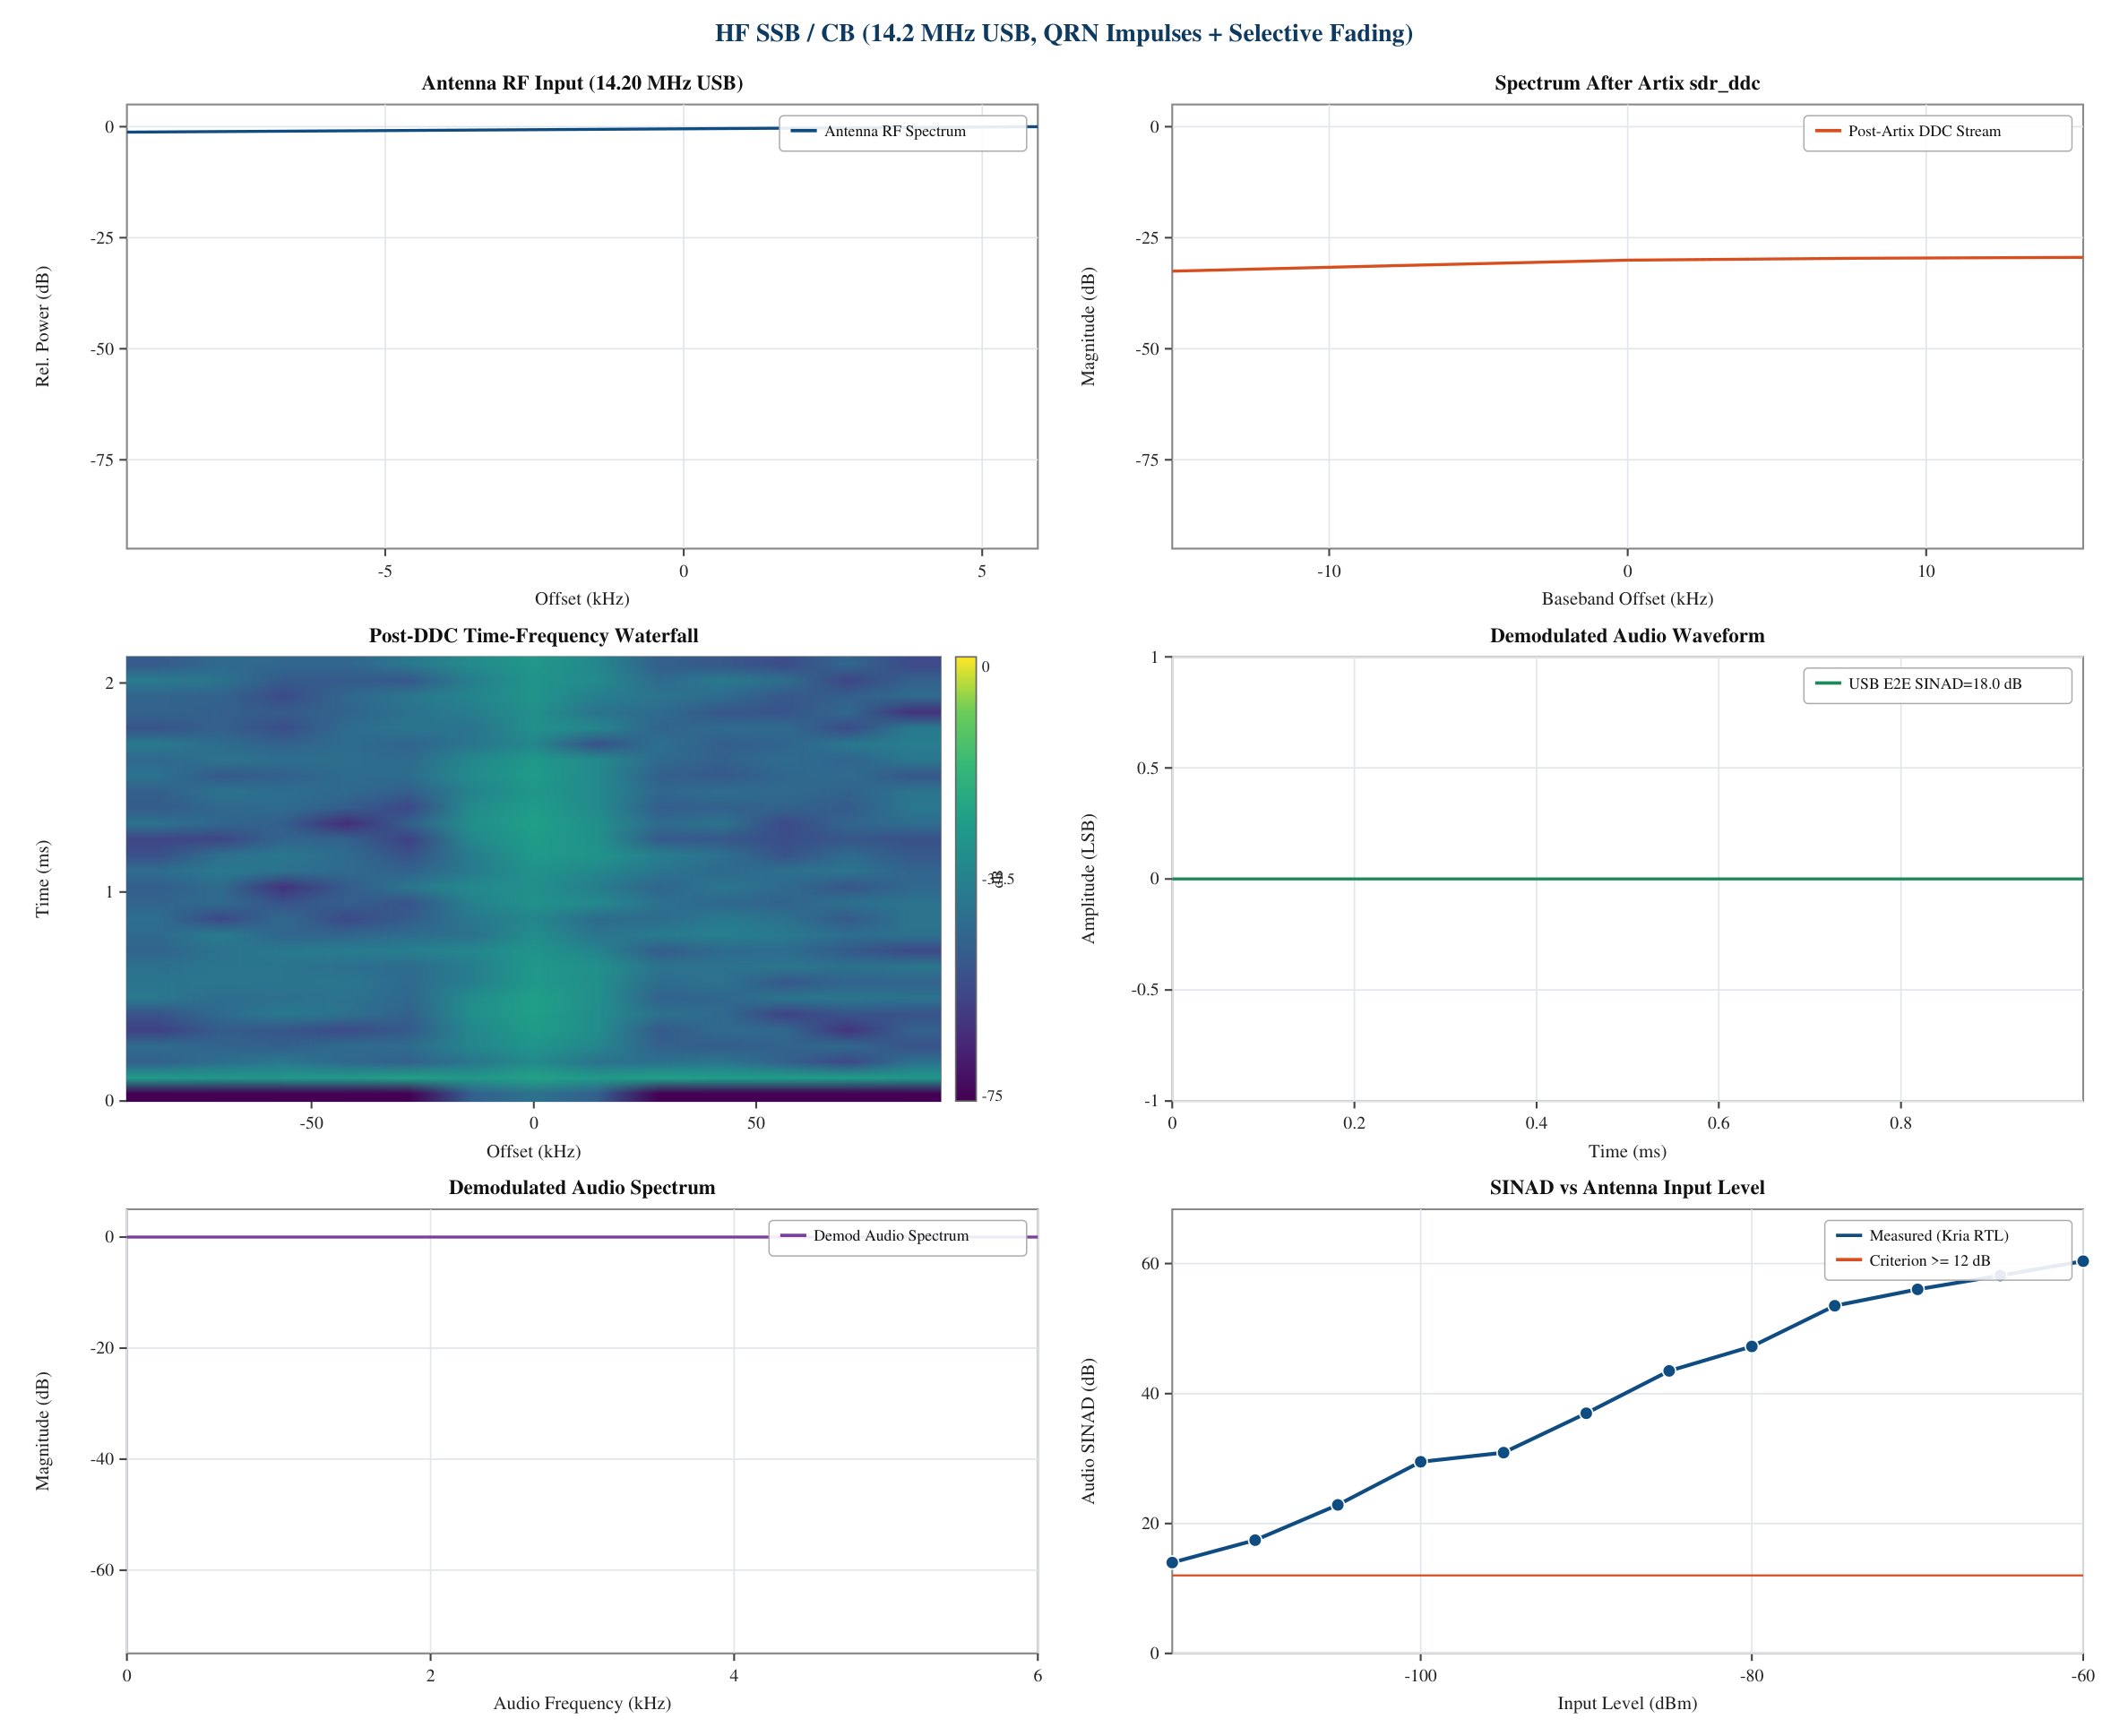 HF SSB / CB (14.2 MHz USB, QRN Impulses + Selective Fading)
Antenna RF Input (14.20 MHz USB)
Rel. Power (dB)
0
-25
-50
-75
Antenna RF Spectrum
-5
0
5
Offset (kHz)
Spectrum After Artix sdr_ddc
Magnitude (dB)
0
-25
-50
-75
Post-Artix DDC Stream
-10
0
10
Baseband Offset (kHz)
Post-DDC Time-Frequency Waterfall
Time (ms)
2
1
0
-50
0
50
Offset (kHz)
0
-37.5
dB
-75
Demodulated Audio Waveform
Amplitude (LSB)
1
0.5
0
-0.5
-1
USB E2E SINAD=18.0 dB
0
0.2
0.4
0.6
0.8
Time (ms)
Demodulated Audio Spectrum
Magnitude (dB)
0
-20
-40
-60
Demod Audio Spectrum
0
2
4
6
Audio Frequency (kHz)
SINAD vs Antenna Input Level
Audio SINAD (dB)
60
40
20
0
Measured (Kria RTL)
Criterion >= 12 dB
-100
-80
-60
Input Level (dBm)